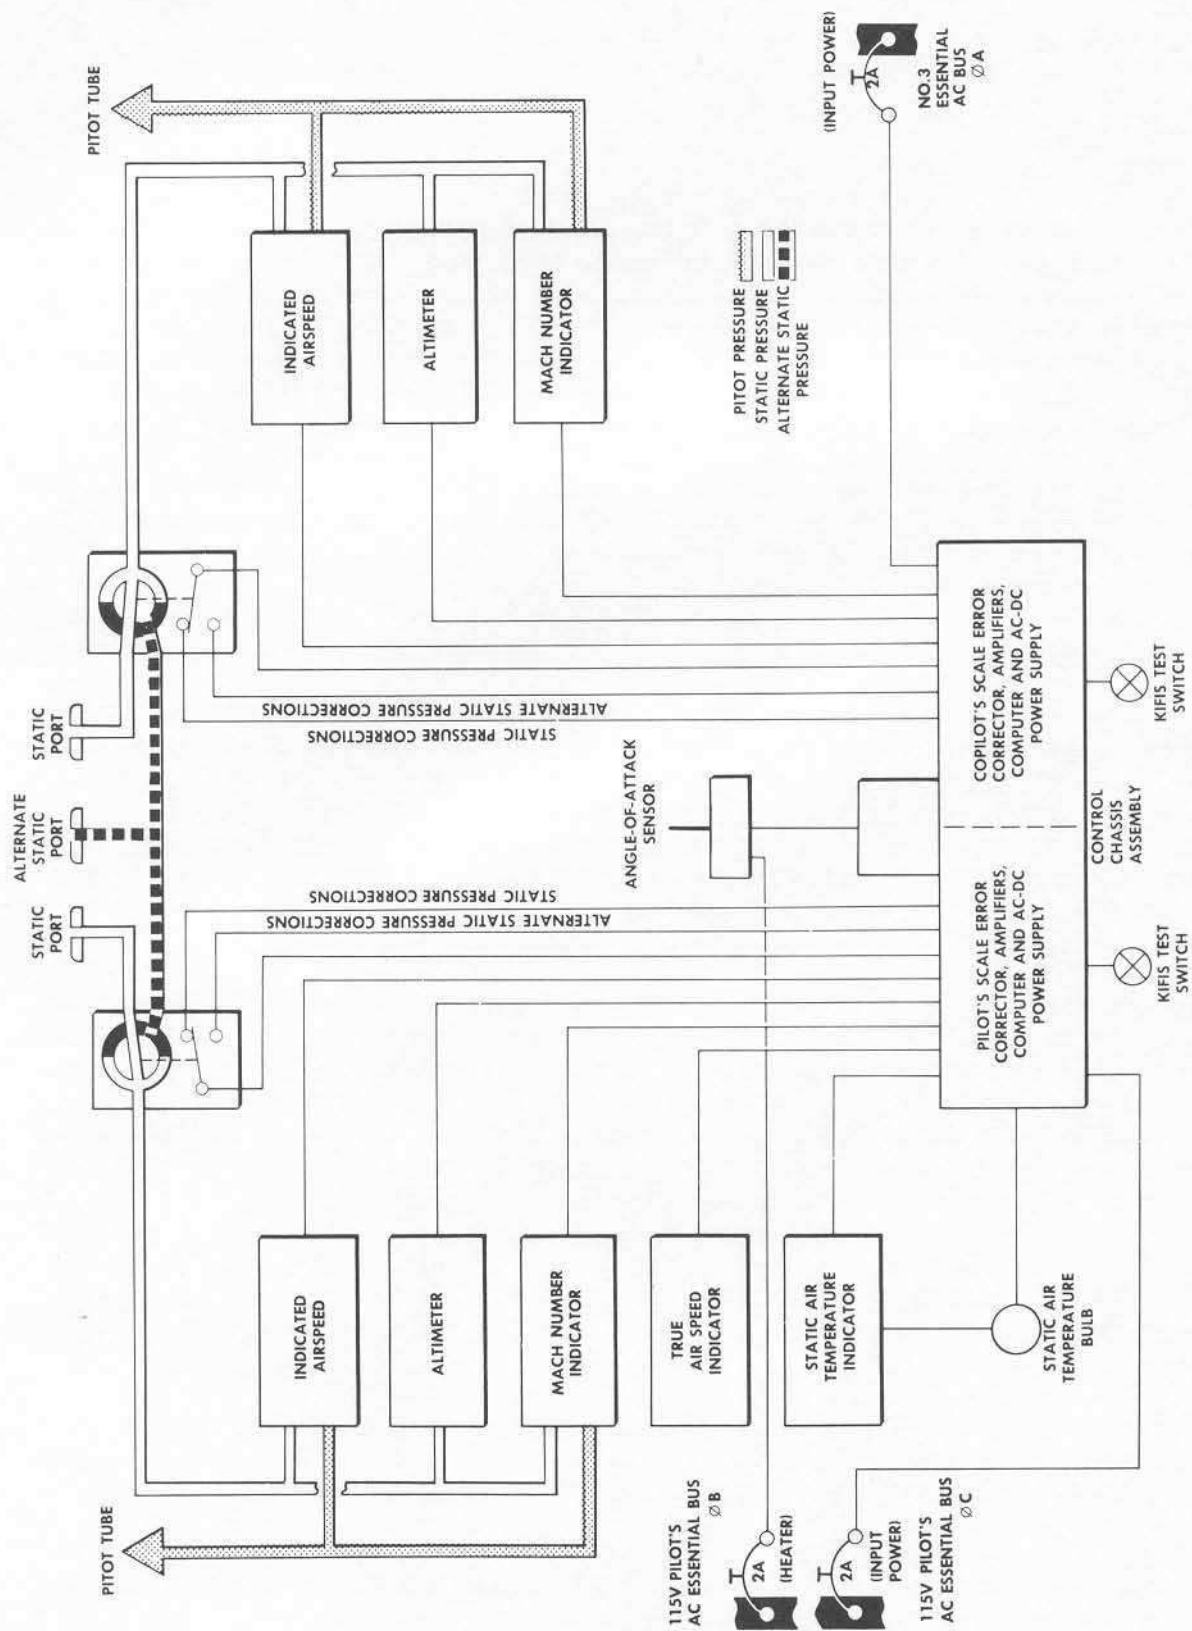 PITOT TUBE
STATIC
PORT
ALTERNATE
STATIC
PORT
STATIC
PORT
PITOT TUBE
INDICATED
AIRSPEED
ALTIMETER
MACH NUMBER
INDICATOR
TRUE
AIR SPEED
INDICATOR
STATIC AIR
TEMPERATURE
INDICATOR
STATIC AIR
TEMPERATURE
BULB
STATIC PRESSURE CORRECTIONS
ALTERNATE STATIC PRESSURE CORRECTIONS
ANGLE-OF-ATTACK
SENSOR
ALTERNATE STATIC PRESSURE CORRECTIONS
STATIC PRESSURE CORRECTIONS
INDICATED
AIRSPEED
ALTIMETER
MACH NUMBER
INDICATOR
PITOT PRESSURE
STATIC PRESSURE
ALTERNATE STATIC
PRESSURE
(INPUT POWER)
2A
NO.3
ESSENTIAL
AC BUS
∅ A
115V PILOT'S
AC ESSENTIAL BUS
∅ B
2A
(HEATER)
2A
(INPUT
POWER)
115V PILOT'S
AC ESSENTIAL BUS
∅ C
PILOT'S SCALE ERROR
CORRECTOR, AMPLIFIERS,
COMPUTER AND AC-DC
POWER SUPPLY
COPILOT'S SCALE ERROR
CORRECTOR, AMPLIFIERS,
COMPUTER AND AC-DC
POWER SUPPLY
KIFIS TEST
SWITCH
CONTROL
CHASSIS
ASSEMBLY
KIFIS TEST
SWITCH